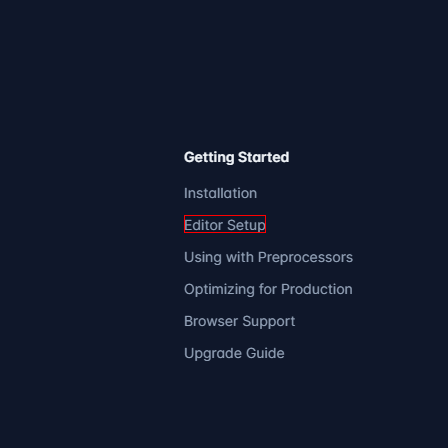 Getting Started
Installation
Editor Setup
Using with Preprocessors
Optimizing for Production
Browser Support
Upgrade Guide